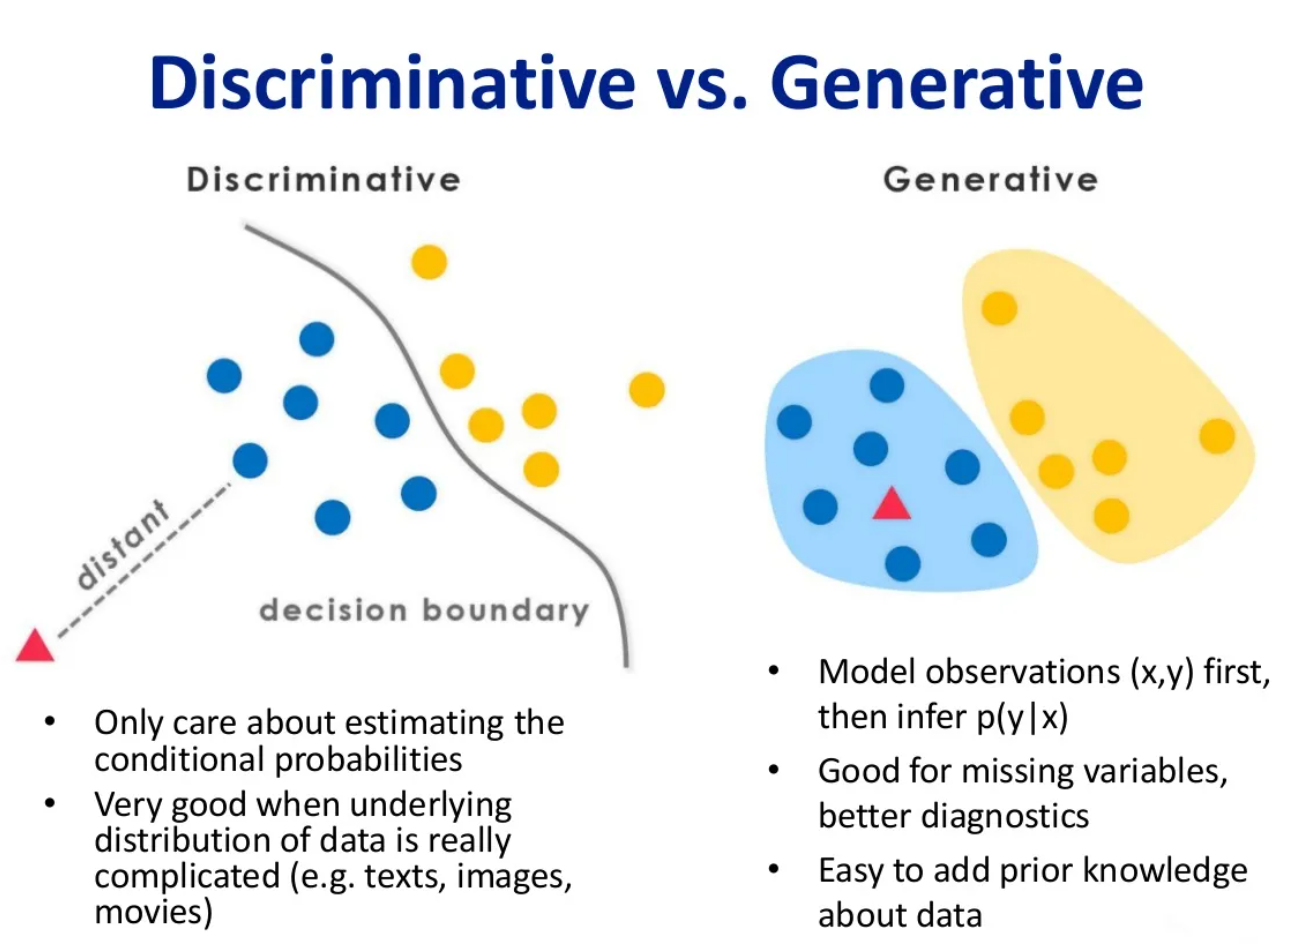 Discriminative vs. Generative
Discriminative
distant
decision boundary
• Only care about estimating the
conditional probabilities
• Very good when underlying
distribution of data is really
complicated (e.g. texts, images,
movies)
Generative
• Model observations (x,y) first,
then infer p(y|x)
• Good for missing variables,
better diagnostics
• Easy to add prior knowledge
about data